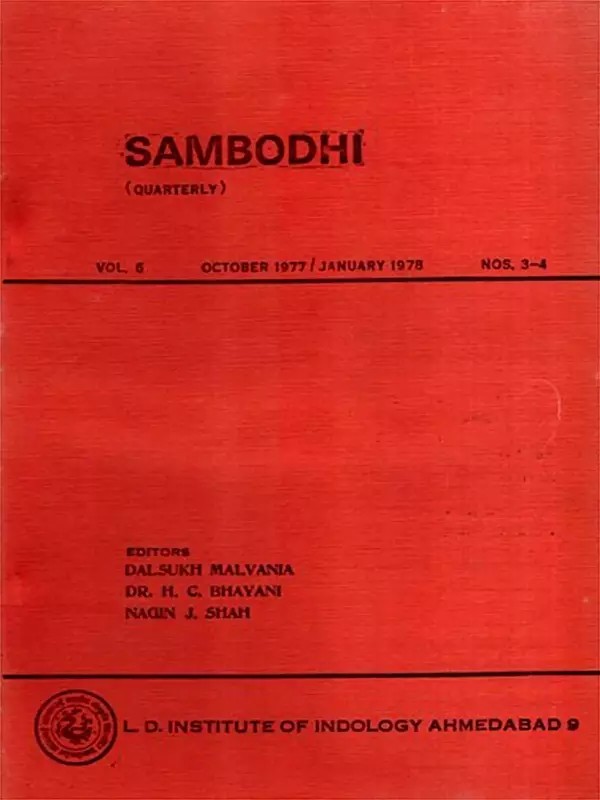 SAMBODHI
(QUARTERLY)
VOL. 6 OCTOBER 1977 / JANUARY 1978 NOS. 3-4
EDITORS
DALSUKH MALVANIA
DR. H. C. BHAYANI
NAGIN J. SHAH
L. D. INSTITUTE OF INDOLOGY AHMEDABAD 9